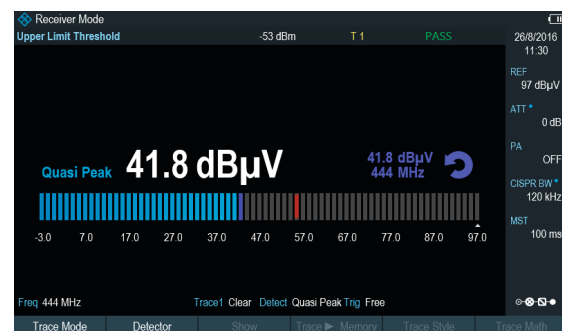 Receiver Mode
Upper Limit Threshold -53 dBm T 1 PASS 26/8/2016
11:30
REF
97 dBµV
ATT *
0 dB
PA
OFF
CISPR BW *
120 kHz
MST
100 ms
Quasi Peak 41.8 dBµV
41.8 dBµV
444 MHz
-3.0 7.0 17.0 27.0 37.0 47.0 57.0 67.0 77.0 87.0 97.0
Freq 444 MHz Trace1 Clear Detect Quasi Peak Trig Free
Trace Mode Detector Show Trace ► Memory Trace Style Trace Math